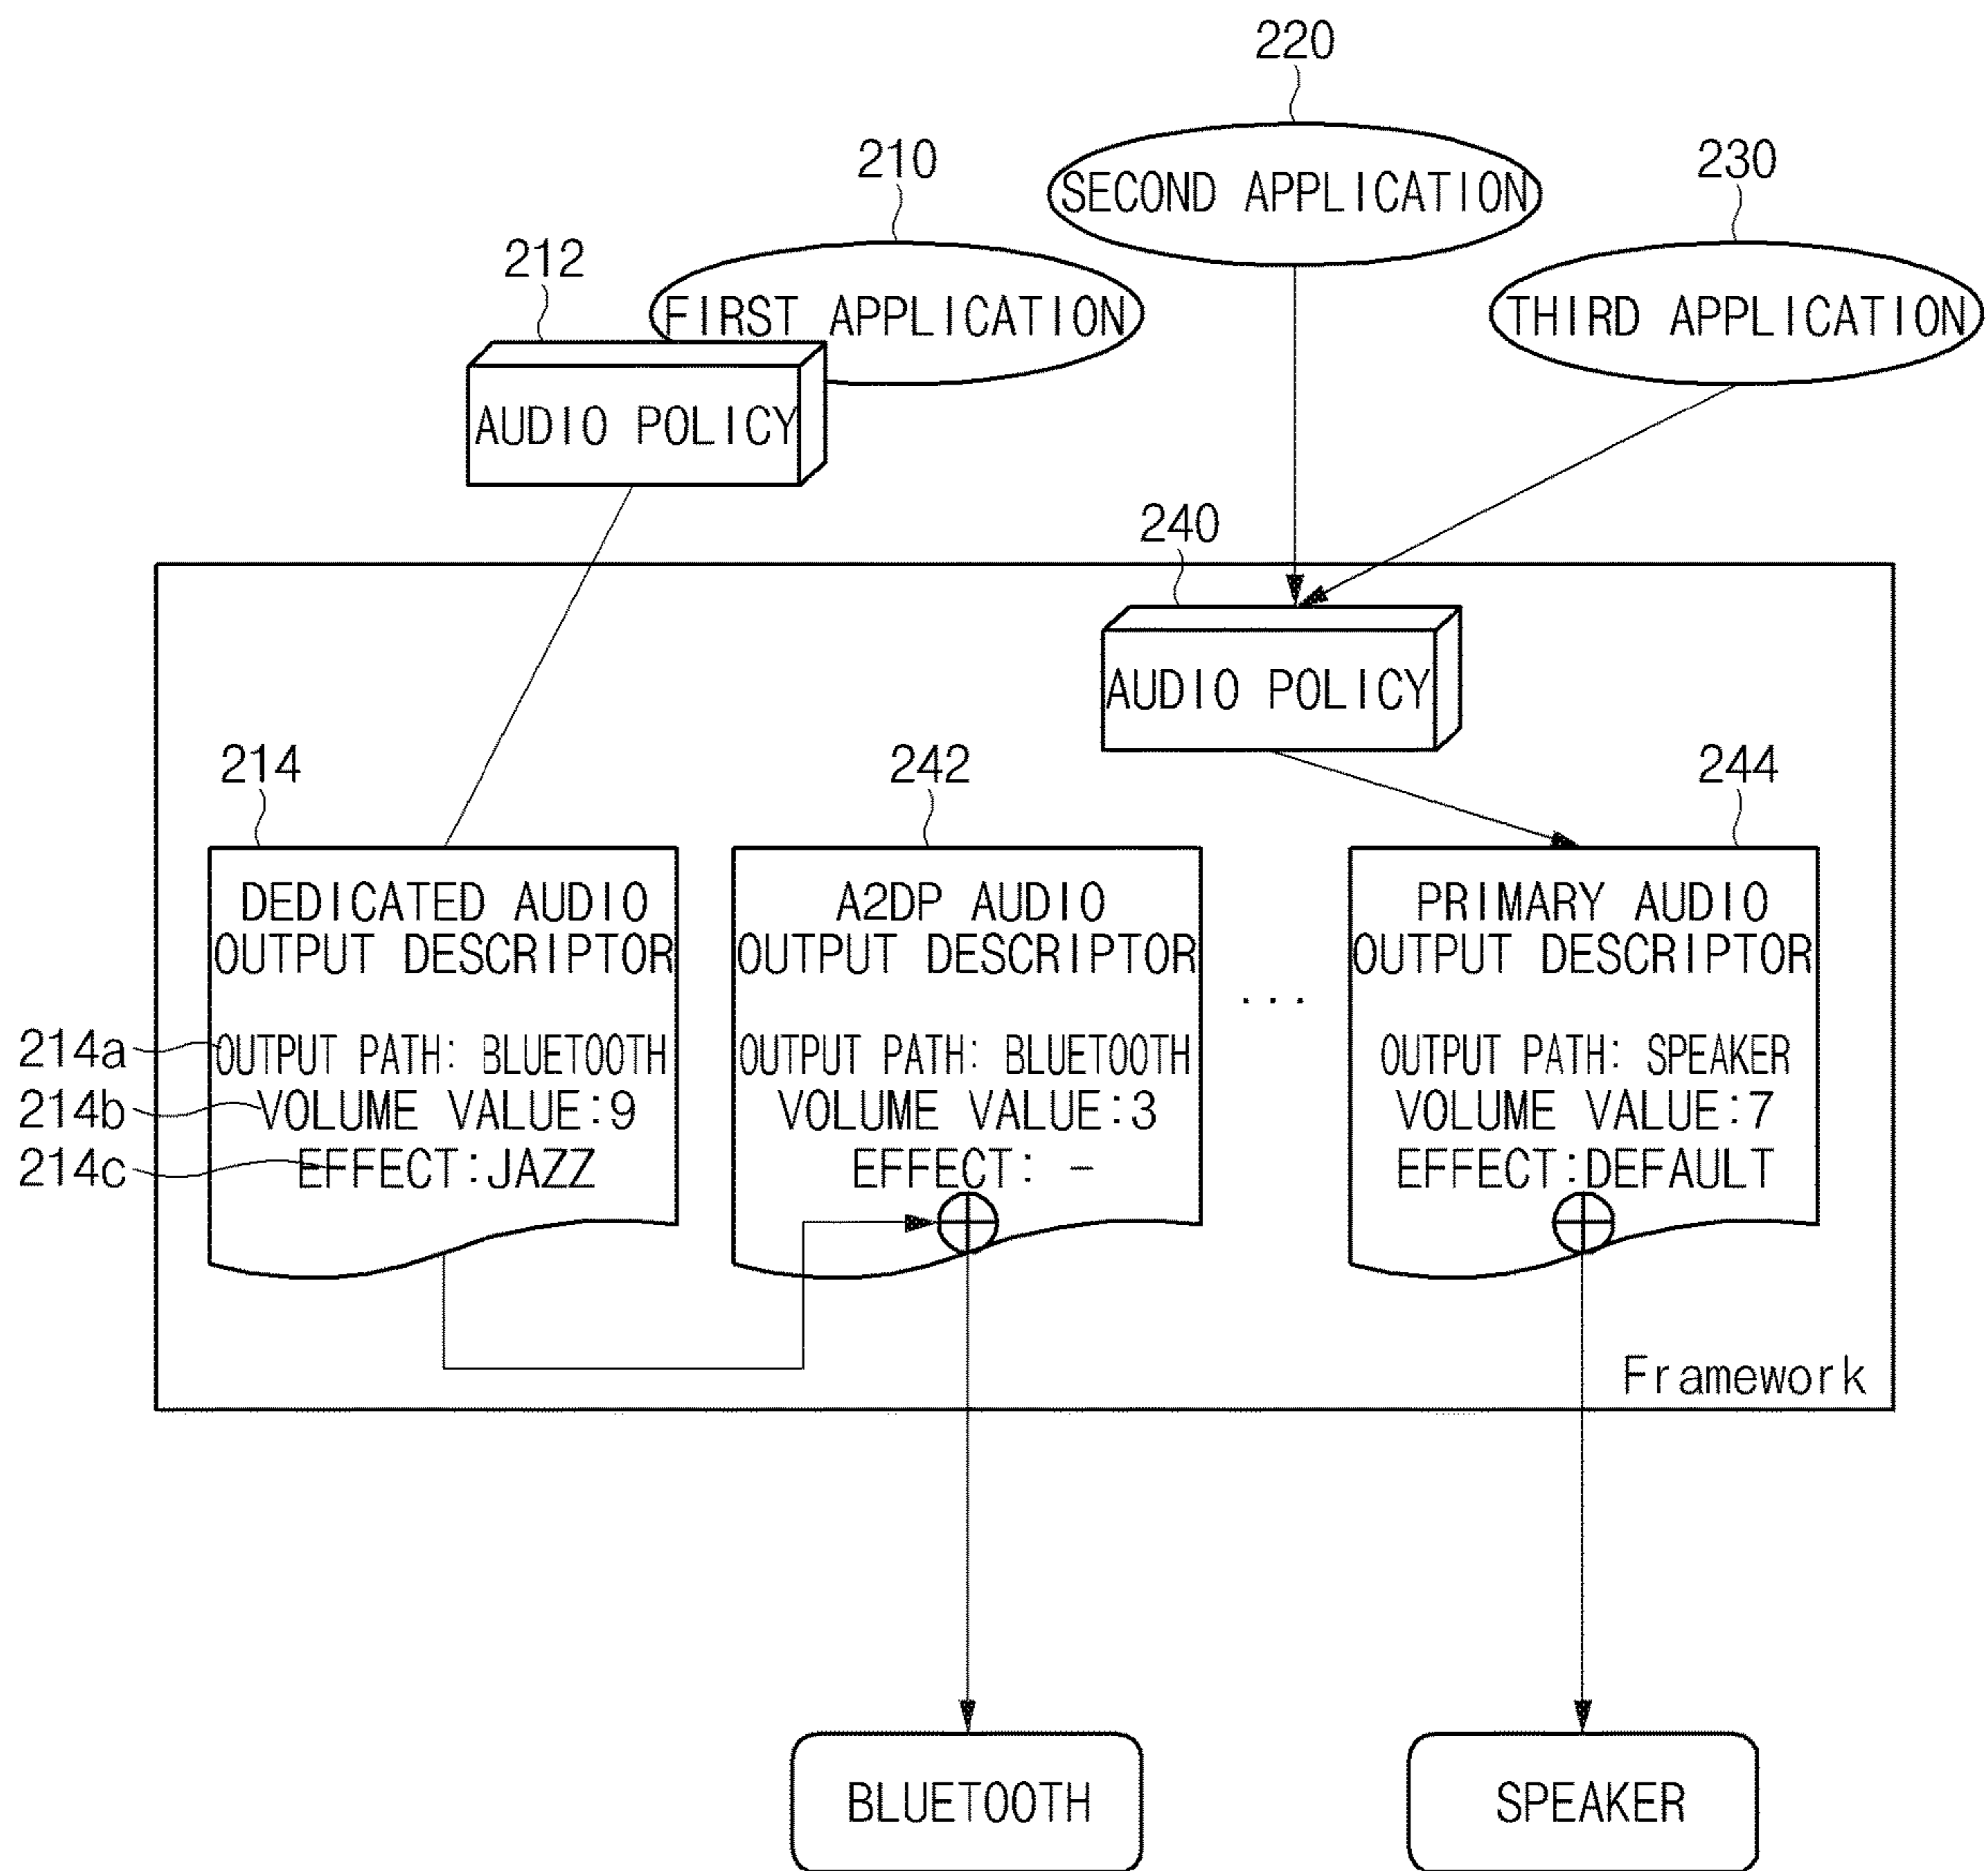 220
210
SECOND APPLICATION
230
212
FIRST APPLICATION
THIRD APPLICATION
AUDIO POLICY
240
AUDIO POLICY
214
242
244
DEDICATED AUDIO
OUTPUT DESCRIPTOR
214a
OUTPUT PATH: BLUETOOTH
214b
VOLUME VALUE:9
214c
EFFECT:JAZZ
A2DP AUDIO
OUTPUT DESCRIPTOR
OUTPUT PATH: BLUETOOTH
VOLUME VALUE:3
EFFECT: -
...
PRIMARY AUDIO
OUTPUT DESCRIPTOR
OUTPUT PATH: SPEAKER
VOLUME VALUE:7
EFFECT:DEFAULT
Framework
BLUETOOTH
SPEAKER